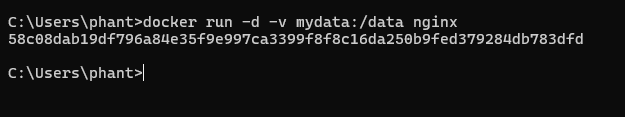 C:\Users\phant>docker run -d -v mydata:/data nginx
58c08dab19df796a84e35f9e997ca3399f8f8c16da250b9fed379284db783dfd
C:\Users\phant>